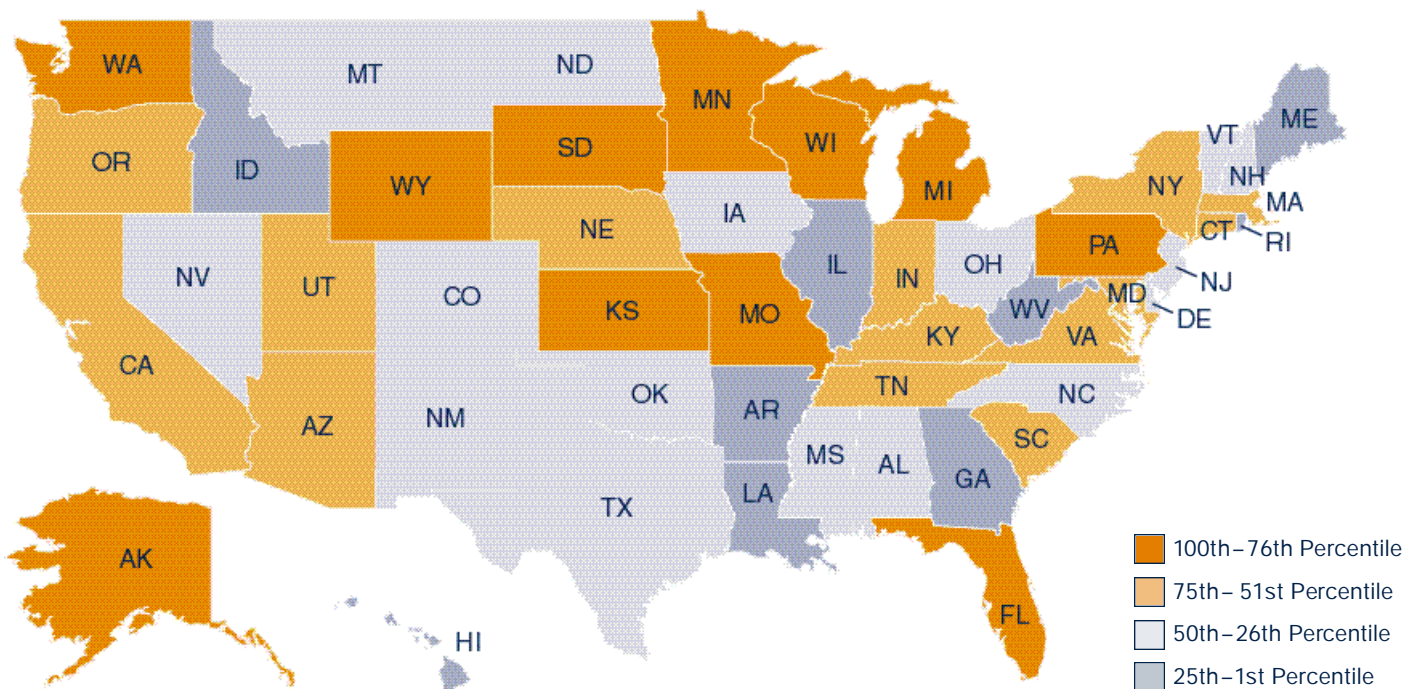 WA
MT
ND
MN
ME
VT
OR
ID
SD
WI
NH
WY
MI
NY
MA
IA
NE
CT
RI
PA
NV
UT
CO
IL
IN
OH
NJ
MD
DE
KS
MO
WV
KY
VA
CA
TN
NC
AZ
NM
OK
AR
SC
MS
AL
GA
LA
TX
AK
HI
FL
100th–76th Percentile
75th–51st Percentile
50th–26th Percentile
25th–1st Percentile